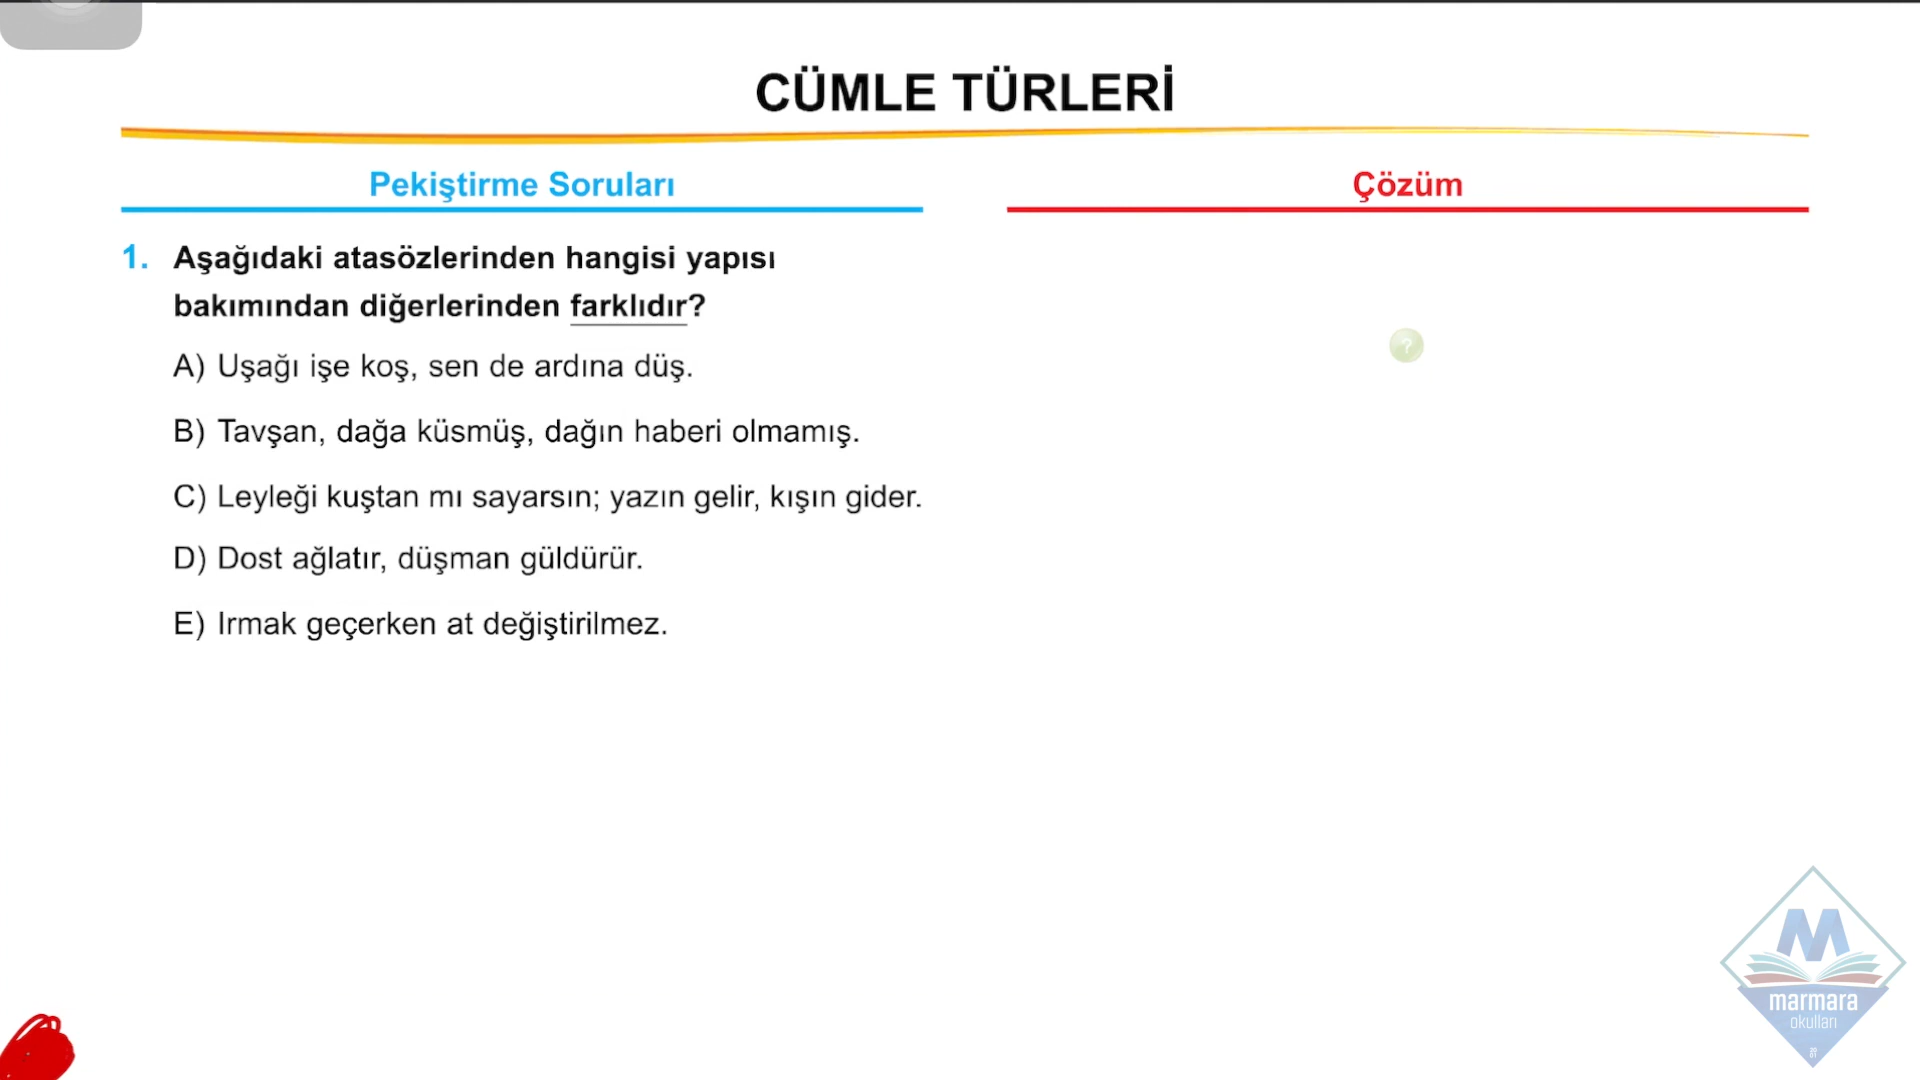 CÜMLE TÜRLERİ
Pekiştirme Soruları
Çözüm
1. Aşağıdaki atasözlerinden hangisi yapısı
bakımından diğerlerinden farklıdır?
A) Uşağı işe koş, sen de ardına düş.
B) Tavşan, dağa küsmüş, dağın haberi olmamış.
C) Leyleği kuştan mı sayarsın; yazın gelir, kışın gider.
D) Dost ağlatır, düşman güldürür.
E) Irmak geçerken at değiştirilmez.
?
M
marmara
okulları
20
01